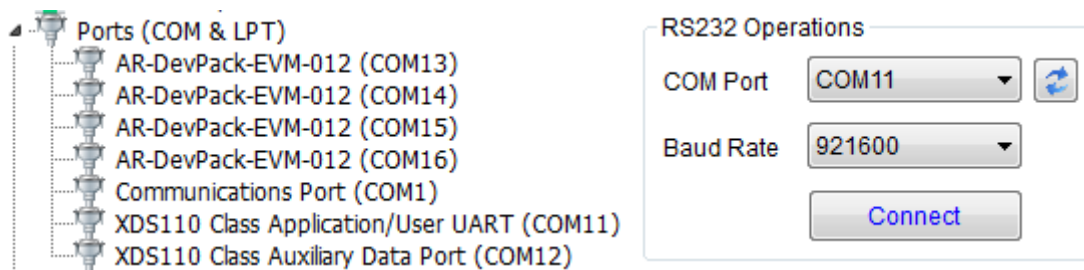 Ports (COM & LPT)
AR-DevPack-EVM-012 (COM13)
AR-DevPack-EVM-012 (COM14)
AR-DevPack-EVM-012 (COM15)
AR-DevPack-EVM-012 (COM16)
Communications Port (COM1)
XDS110 Class Application/User UART (COM11)
XDS110 Class Auxiliary Data Port (COM12)
RS232 Operations
COM Port COM11
Baud Rate 921600
Connect